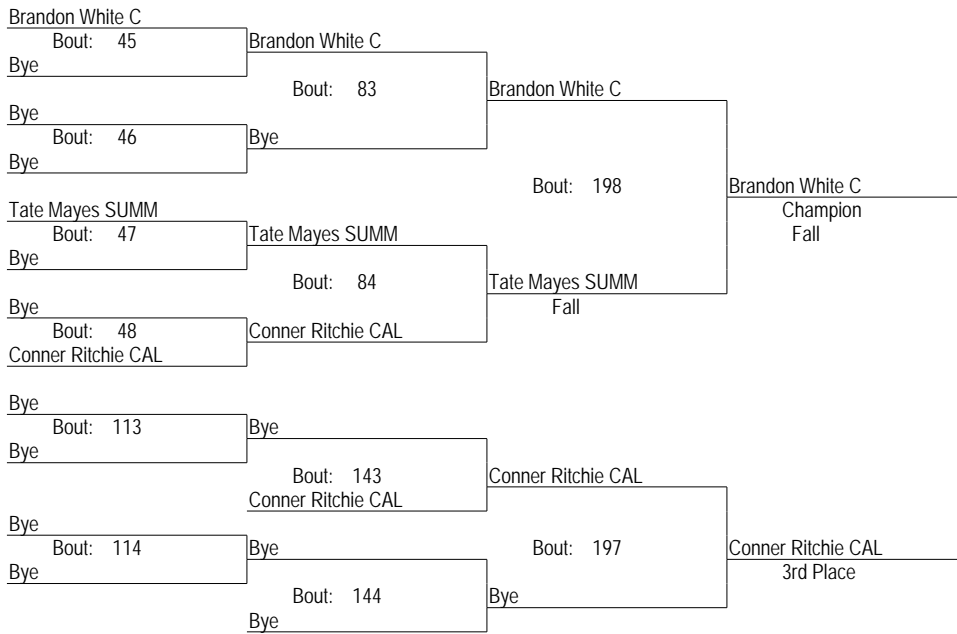 Brandon White C
Bout: 45
Brandon White C
Bye
Bout: 83
Brandon White C
Bye
Bout: 46
Bye
Bye
Bout: 198
Brandon White C
Tate Mayes SUMM
Champion
Bout: 47
Tate Mayes SUMM
Fall
Bye
Bout: 84
Tate Mayes SUMM
Bye
Fall
Bout: 48
Conner Ritchie CAL
Conner Ritchie CAL
Bye
Bout: 113
Bye
Bye
Bout: 143
Conner Ritchie CAL
Conner Ritchie CAL
Bye
Bout: 114
Bye
Bout: 197
Conner Ritchie CAL
Bye
3rd Place
Bout: 144
Bye
Bye